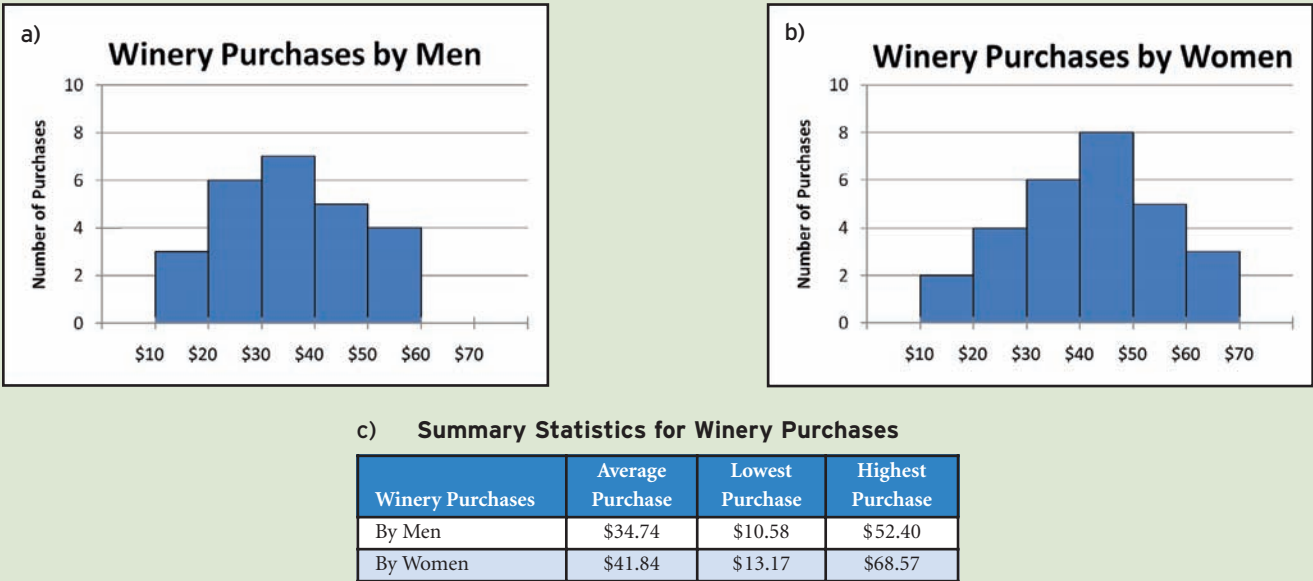 a)
Winery Purchases by Men
Number of Purchases
10
8
6
4
2
0
$10 $20 $30 $40 $50 $60 $70
b)
Winery Purchases by Women
Number of Purchases
10
8
6
4
2
0
$10 $20 $30 $40 $50 $60 $70
c) Summary Statistics for Winery Purchases
Winery Purchases Average Purchase Lowest Purchase Highest Purchase
By Men $34.74 $10.58 $52.40
By Women $41.84 $13.17 $68.57